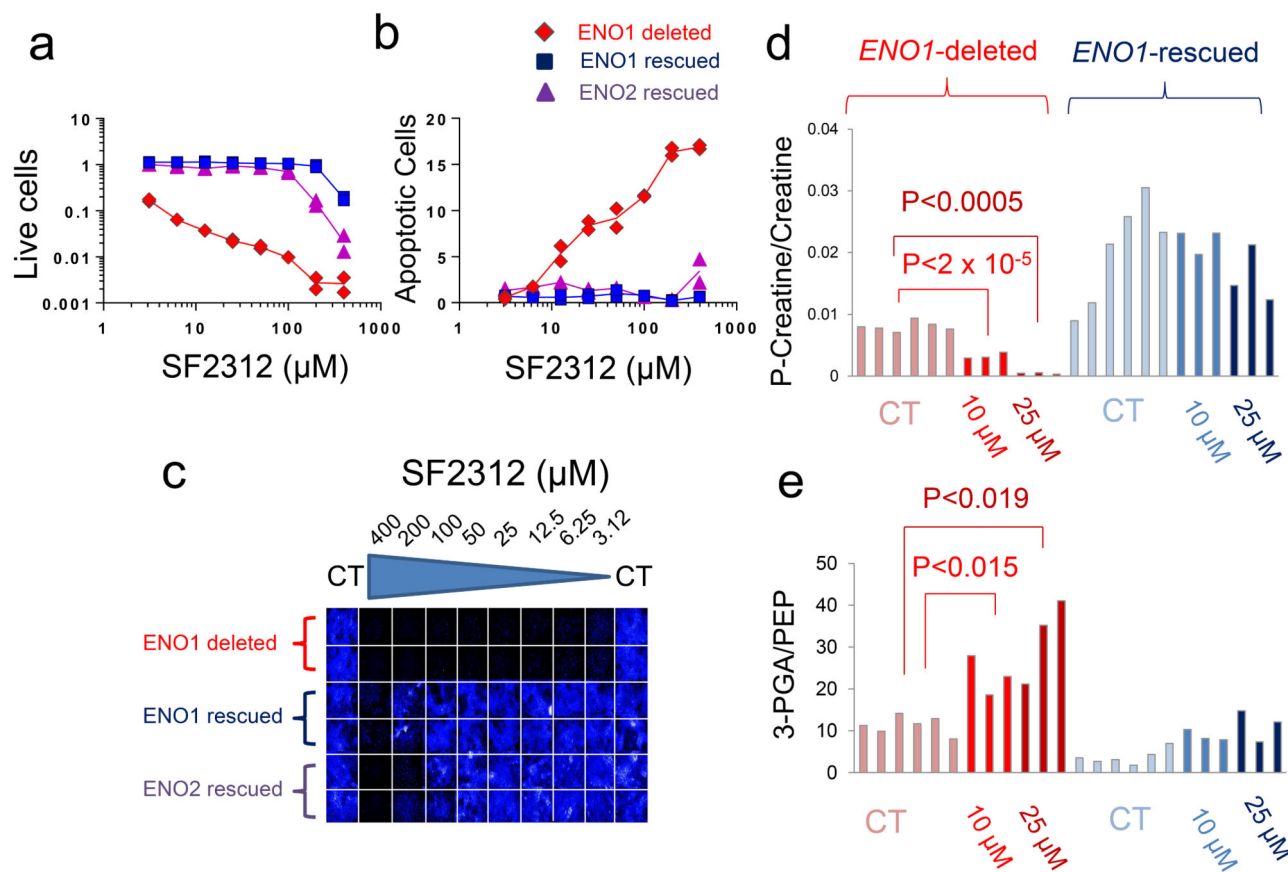 a
b
ENO1 deleted
ENO1 rescued
ENO2 rescued
Live cells
10
1
0.1
0.01
0.001
1 10 100 1000
SF2312 (µM)
Apoptotic Cells
20
15
10
5
0
1 10 100 1000
SF2312 (µM)
c
SF2312 (µM)
400 200 100 50 25 12.5 6.25 3.12
CT CT
ENO1 deleted
ENO1 rescued
ENO2 rescued
d
ENO1-deleted ENO1-rescued
P-Creatine/Creatine
0.04
0.03
0.02
0.01
0
P<0.0005
P<2 x 10-5
CT 10 µM 25 µM CT 10 µM 25 µM
e
3-PGA/PEP
50
40
30
20
10
0
P<0.019
P<0.015
CT 10 µM 25 µM CT 10 µM 25 µM